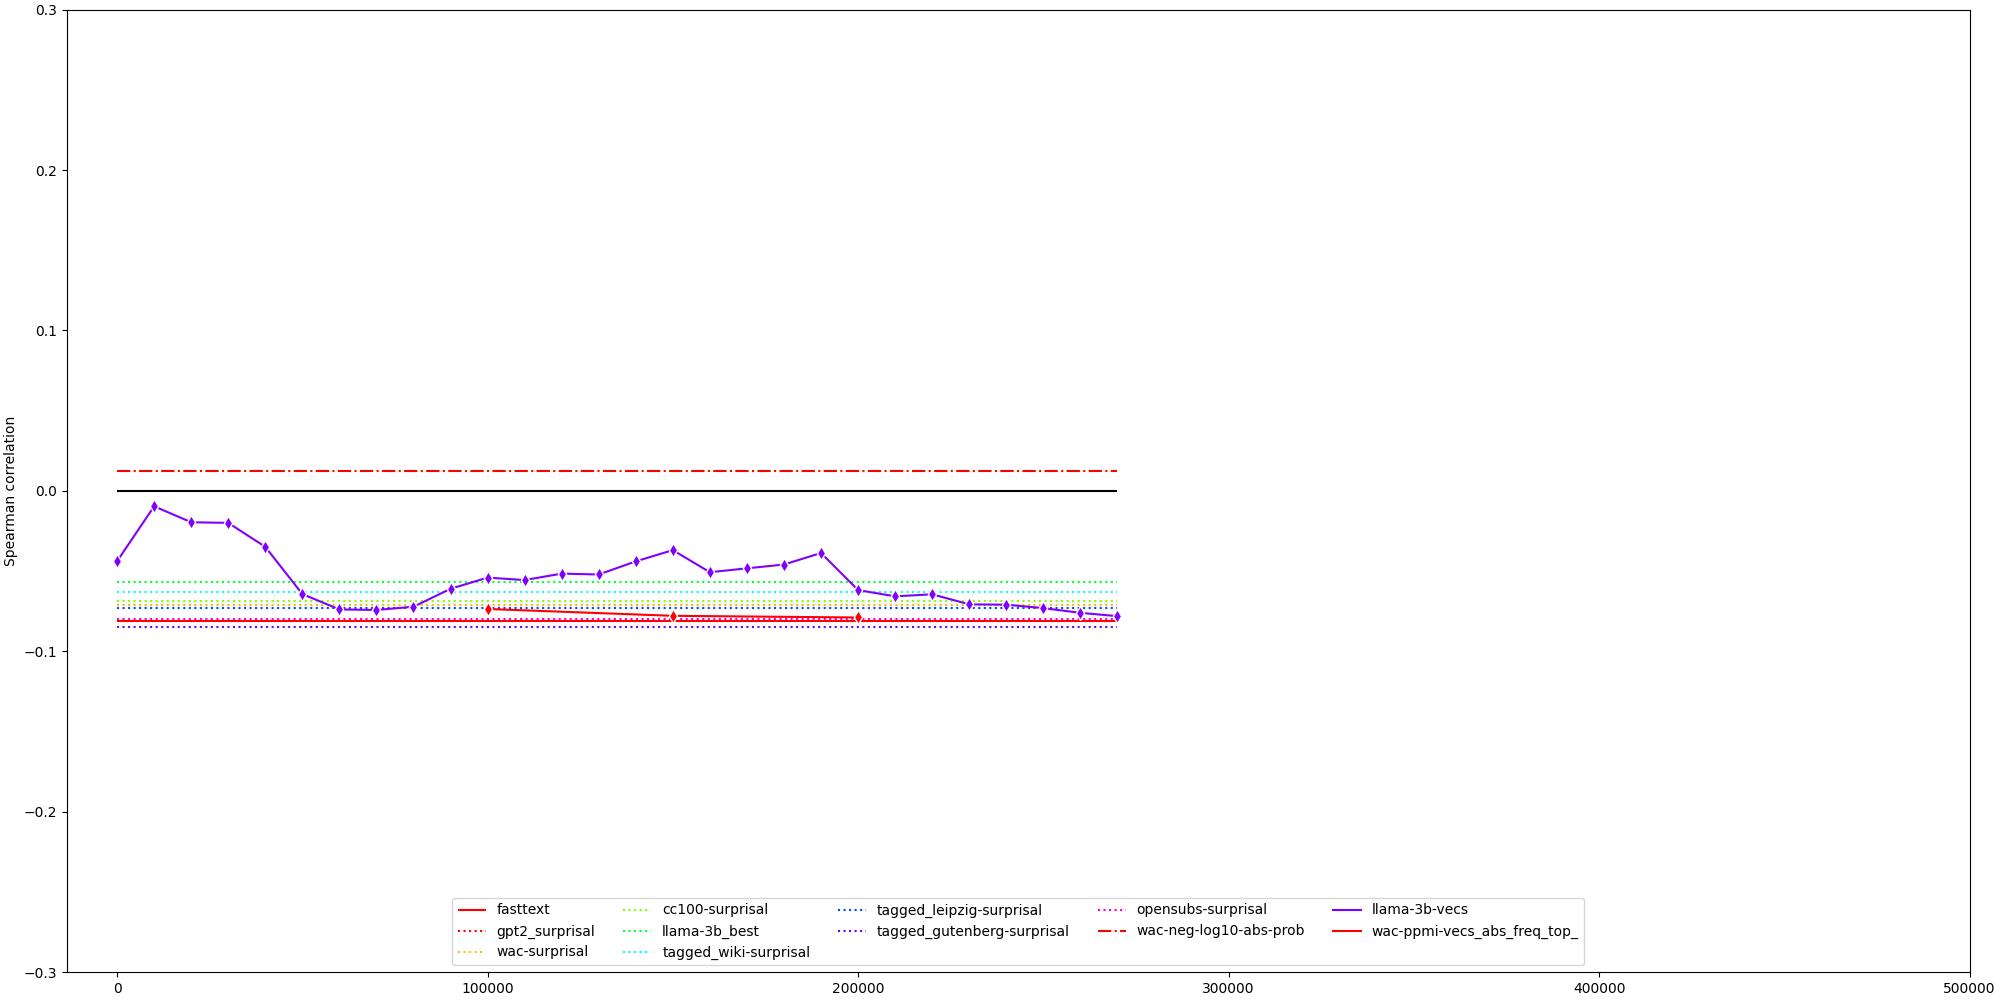 0.3
0.2
0.1
0.0
−0.1
−0.2
−0.3
Spearman correlation
fasttext
gpt2_surprisal
wac-surprisal
cc100-surprisal
llama-3b_best
tagged_wiki-surprisal
tagged_leipzig-surprisal
tagged_gutenberg-surprisal
opensubs-surprisal
wac-neg-log10-abs-prob
llama-3b-vecs
wac-ppmi-vecs_abs_freq_top_
0 100000 200000 300000 400000 500000